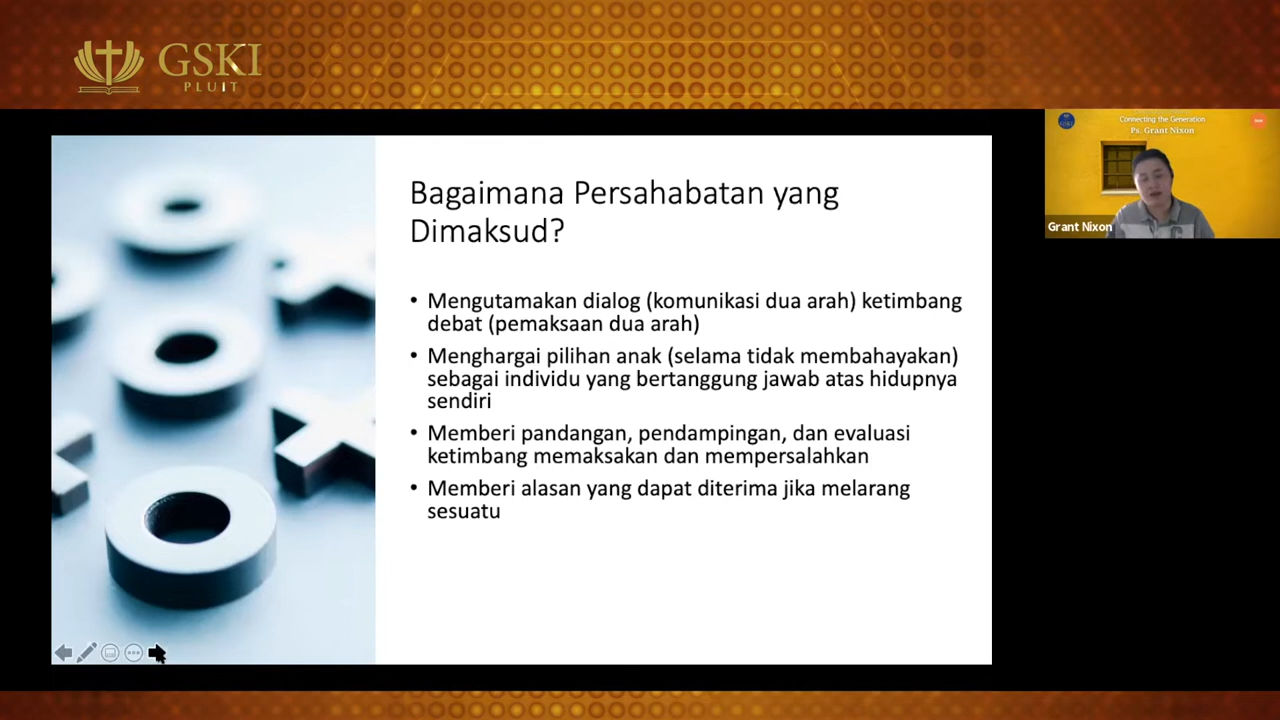 GSKI
PLUIT
Connecting the Generation
Ps. Grant Nixon
Grant Nixon
Bagaimana Persahabatan yang
Dimaksud?
• Mengutamakan dialog (komunikasi dua arah) ketimbang
debat (pemaksaan dua arah)
• Menghargai pilihan anak (selama tidak membahayakan)
sebagai individu yang bertanggung jawab atas hidupnya
sendiri
• Memberi pandangan, pendampingan, dan evaluasi
ketimbang memaksakan dan mempersalahkan
• Memberi alasan yang dapat diterima jika melarang
sesuatu